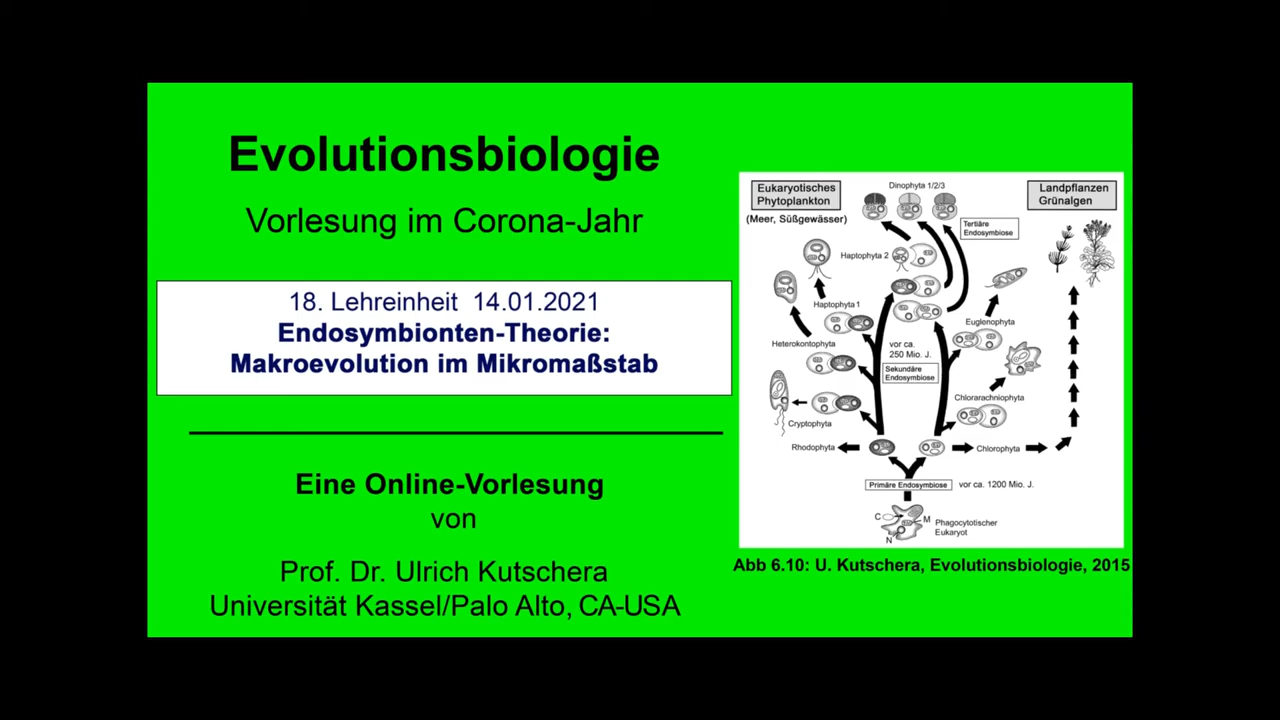 Evolutionsbiologie
Vorlesung im Corona-Jahr
18. Lehreinheit 14.01.2021
Endosymbionten-Theorie:
Makroevolution im Mikromaßstab
Eine Online-Vorlesung
von
Prof. Dr. Ulrich Kutschera
Universität Kassel/Palo Alto, CA-USA
Eukaryotisches
Phytoplankton
(Meer, Süßgewässer)
Dinophyta 1/2/3
Landpflanzen
Grünalgen
Tertiäre
Endosymbiose
Haptophyta 2
Haptophyta 1
Euglenophyta
Heterokontophyta
vor ca.
250 Mio. J.
Sekundäre
Endosymbiose
Chlorarachniophyta
Cryptophyta
Rhodophyta
Chlorophyta
Primäre Endosymbiose
vor ca. 1200 Mio. J.
C
M
N
Phagocytotischer
Eukaryot
Abb 6.10: U. Kutschera, Evolutionsbiologie, 2015